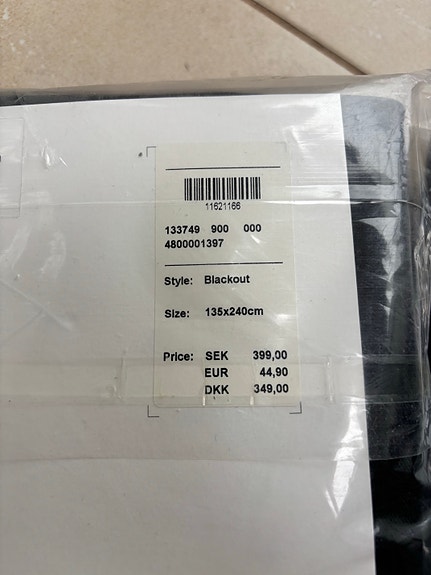 11621166
133749 900 000
4800001397
Style: Blackout
Size: 135x240cm
Price: SEK 399,00
EUR 44,90
DKK 349,00